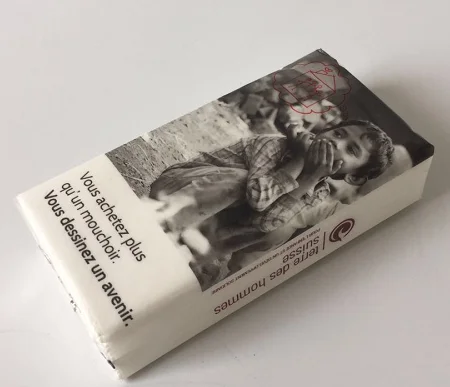 Vous achetez plus
qu'un mouchoir.
Vous dessinez un avenir.
terre des hommes
suisse